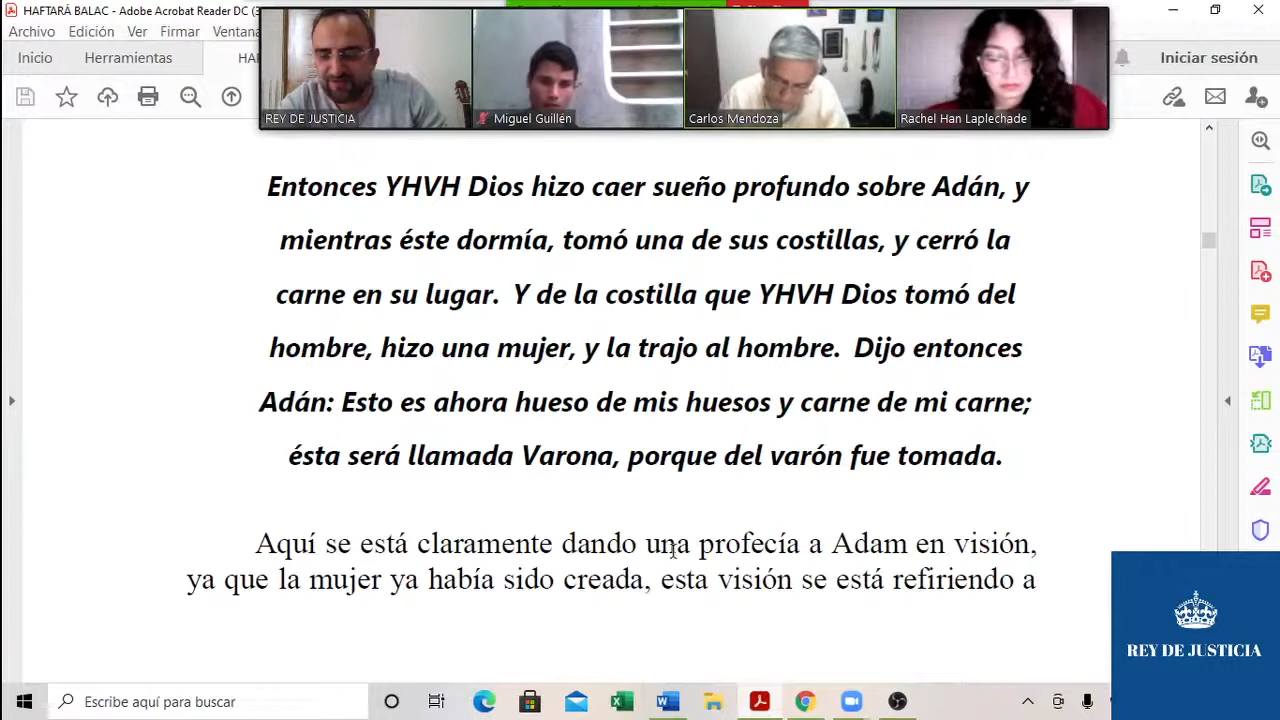 HAFTARÁ BALAC - Adobe Acrobat Reader DC (3
Archivo Edición Ver Firmar Ventana
Inicio Herramientas HA Iniciar sesión
REY DE JUSTICIA Miguel Guillén Carlos Mendoza Rachel Han Laplechade
Entonces YHVH Dios hizo caer sueño profundo sobre Adán, y
mientras éste dormía, tomó una de sus costillas, y cerró la
carne en su lugar. Y de la costilla que YHVH Dios tomó del
hombre, hizo una mujer, y la trajo al hombre. Dijo entonces
Adán: Esto es ahora hueso de mis huesos y carne de mi carne;
ésta será llamada Varona, porque del varón fue tomada.
Aquí se está claramente dando una profecía a Adam en visión,
ya que la mujer ya había sido creada, esta visión se está refiriendo a
REY DE JUSTICIA
Escribe aquí para buscar